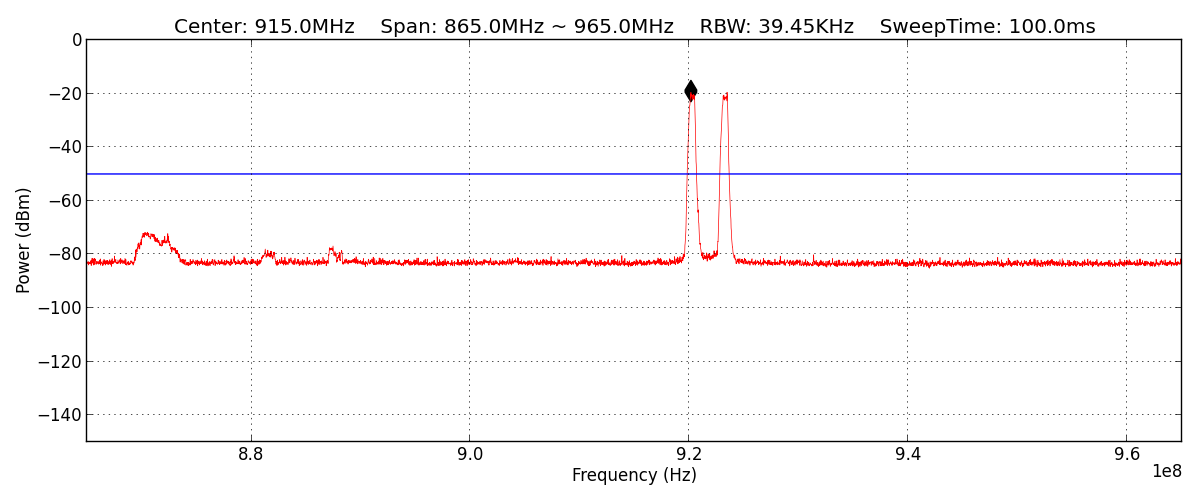 Center: 915.0MHz    Span: 865.0MHz ~ 965.0MHz    RBW: 39.45KHz    SweepTime: 100.0ms
0
−20
−40
−60
−80
−100
−120
−140
Power (dBm)
8.8 9.0 9.2 9.4 9.6
1e8
Frequency (Hz)